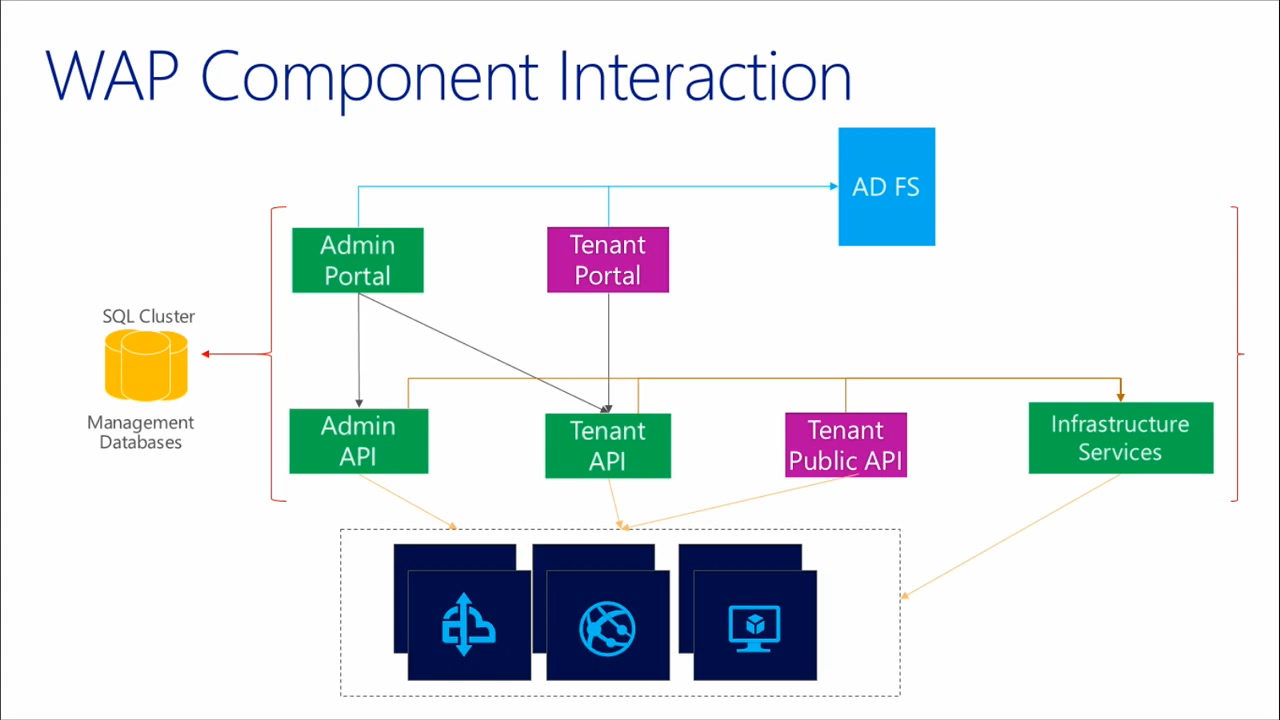 WAP Component Interaction
AD FS
Admin
Portal
Tenant
Portal
SQL Cluster
Management
Databases
Admin
API
Tenant
API
Tenant
Public API
Infrastructure
Services